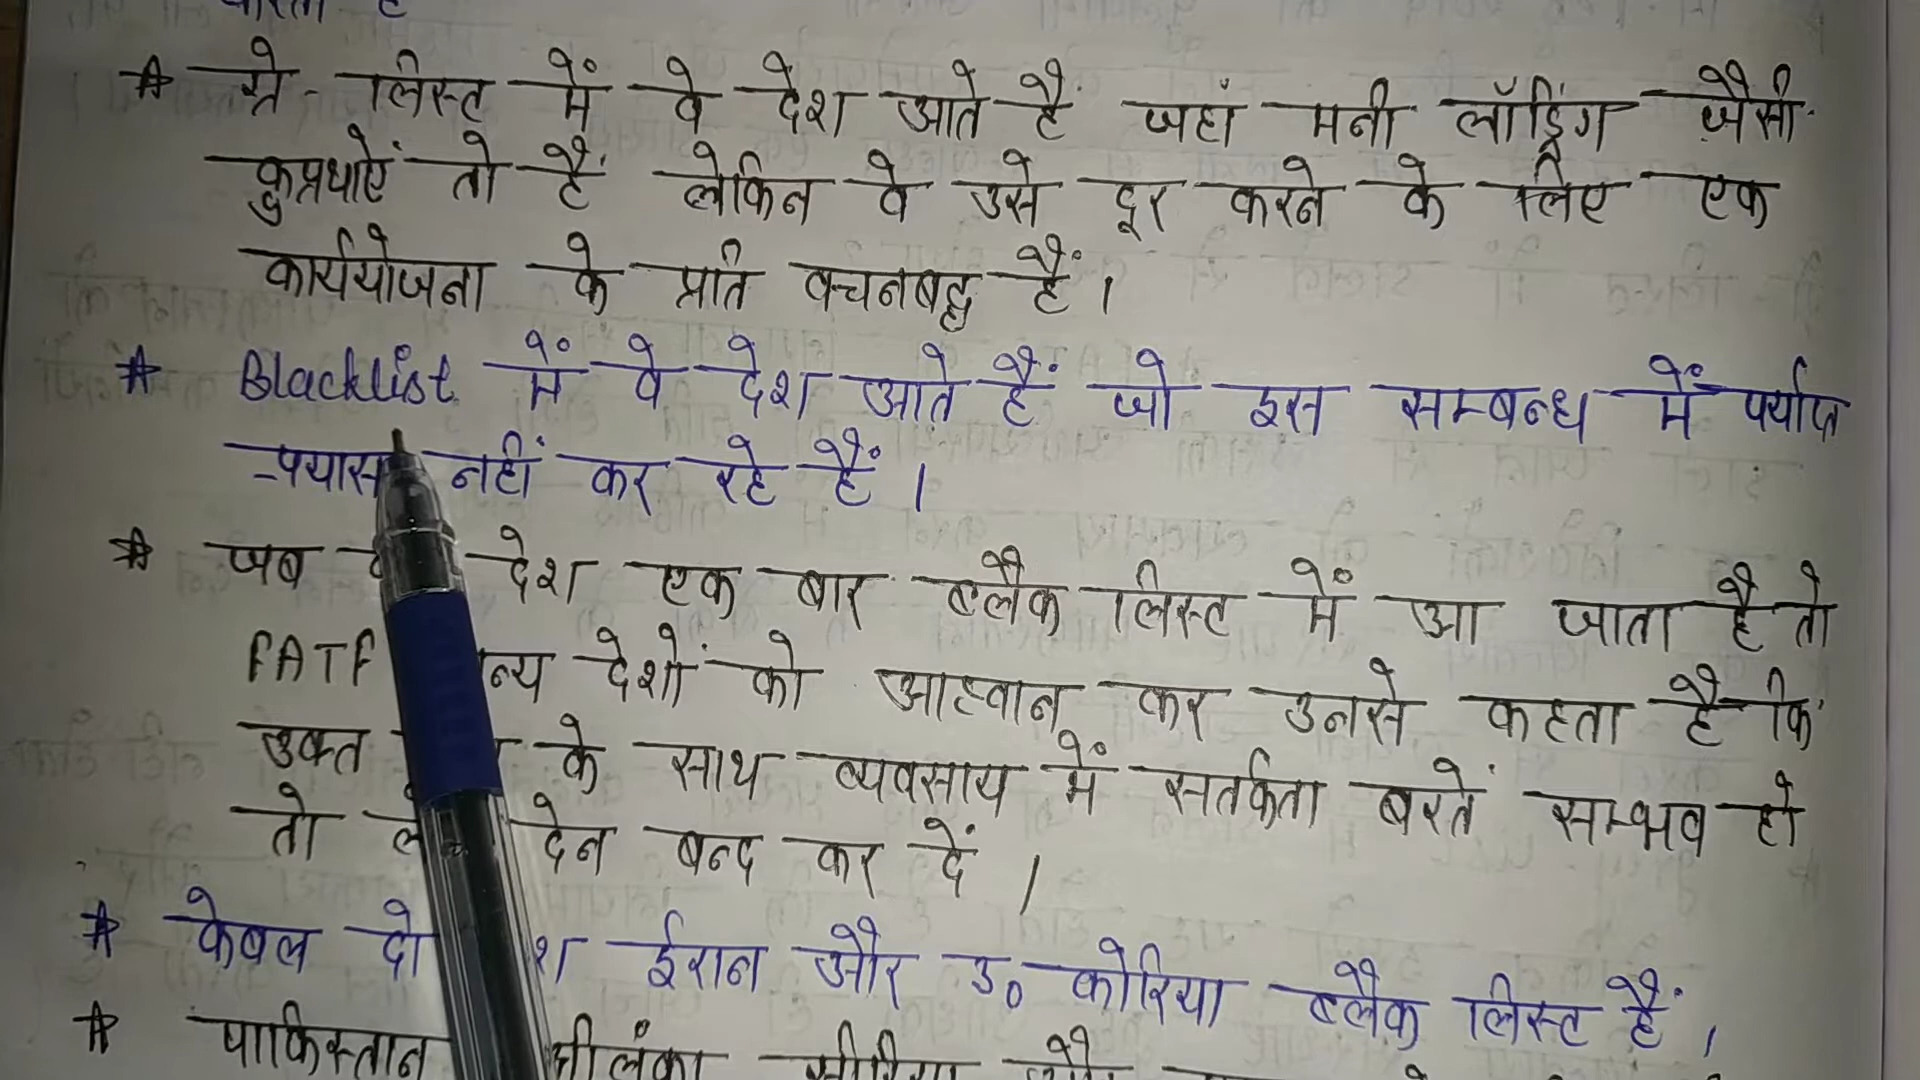 * ग्रे - लिस्ट में वे देश आते हैं जहां मनी लॉड्रिंग जैसी
कुप्रथाएं तो हैं लेकिन वे उसे दूर करने के लिए एक
कार्ययोजना के प्रति वचनबद्ध हैं ।
* Blacklist में वे देश आते हैं जो इस सम्बन्ध में पर्याप्त
प्रयास नहीं कर रहे हैं ।
* जब देश एक बार ब्लैक लिस्ट में आ जाता है तो
FATF देशों को आह्वान कर उनसे कहता है कि
उक्त के साथ व्यवसाय में सर्तकता बरतें सम्भव हो
तो देन बन्द कर दें ।
* केवल दो ईरान और उ० कोरिया ब्लैक लिस्ट हैं ।
* पाकिस्तान